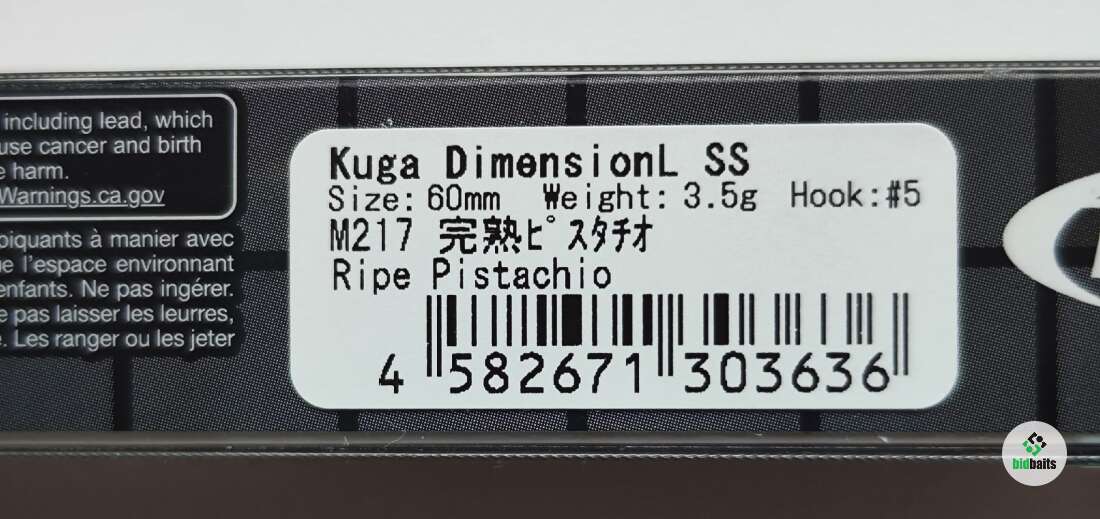 including lead, which
use cancer and birth
harm.
Warnings.ca.gov
piquants à manier avec
l'espace environnant
enfants. Ne pas ingérer.
pas laisser les leurres,
. Les ranger ou les jeter
Kuga DimensionL SS
Size:60mm Weight:3.5g Hook:#5
M217 完熟ピスタチオ
Ripe Pistachio
4 582671 303636
bidbaits